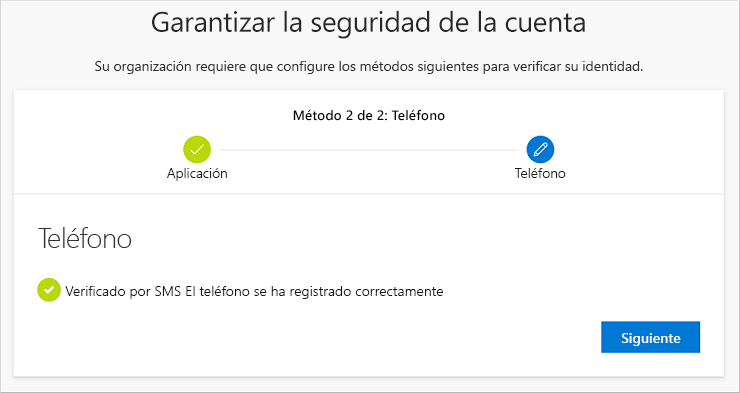 Garantizar la seguridad de la cuenta
Su organización requiere que configure los métodos siguientes para verificar su identidad.
Método 2 de 2: Teléfono
Aplicación
Teléfono
Teléfono
Verificado por SMS El teléfono se ha registrado correctamente
Siguiente